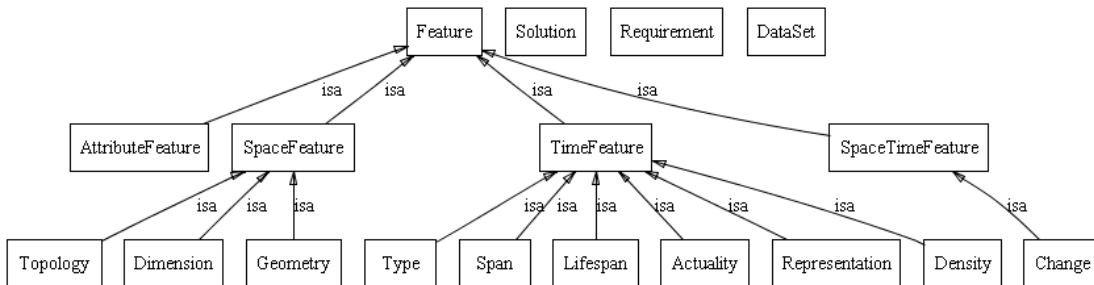 Feature
Solution
Requirement
DataSet
isa
isa
isa
isa
AttributeFeature
SpaceFeature
TimeFeature
SpaceTimeFeature
isa
isa
isa
isa
isa
isa
isa
isa
isa
isa
Topology
Dimension
Geometry
Type
Span
Lifespan
Actuality
Representation
Density
Change